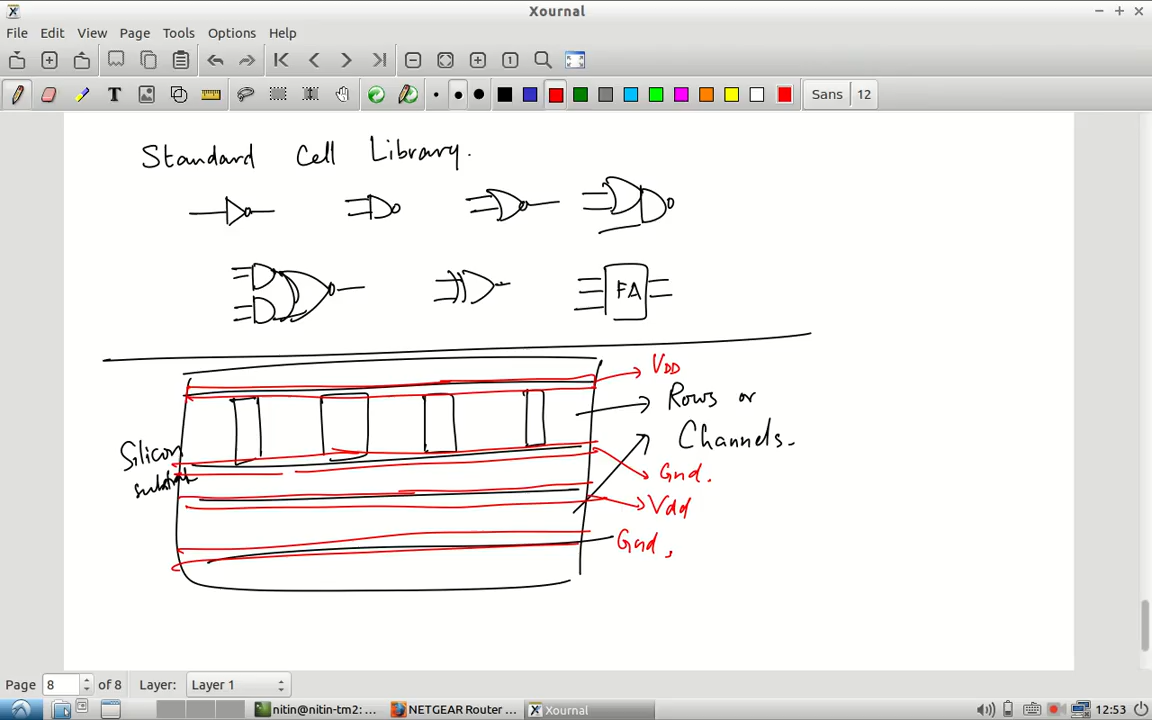 Xournal
File Edit View Page Tools Options Help
Sans 12
Standard Cell Library.
FA
VDD
Rows or
Channels.
Silicon
substrate
Gnd.
Vdd
Gnd,
Page 8 of 8 Layer: Layer 1
nitin@nitin-tm2: ... NETGEAR Router ... Xournal 12:53